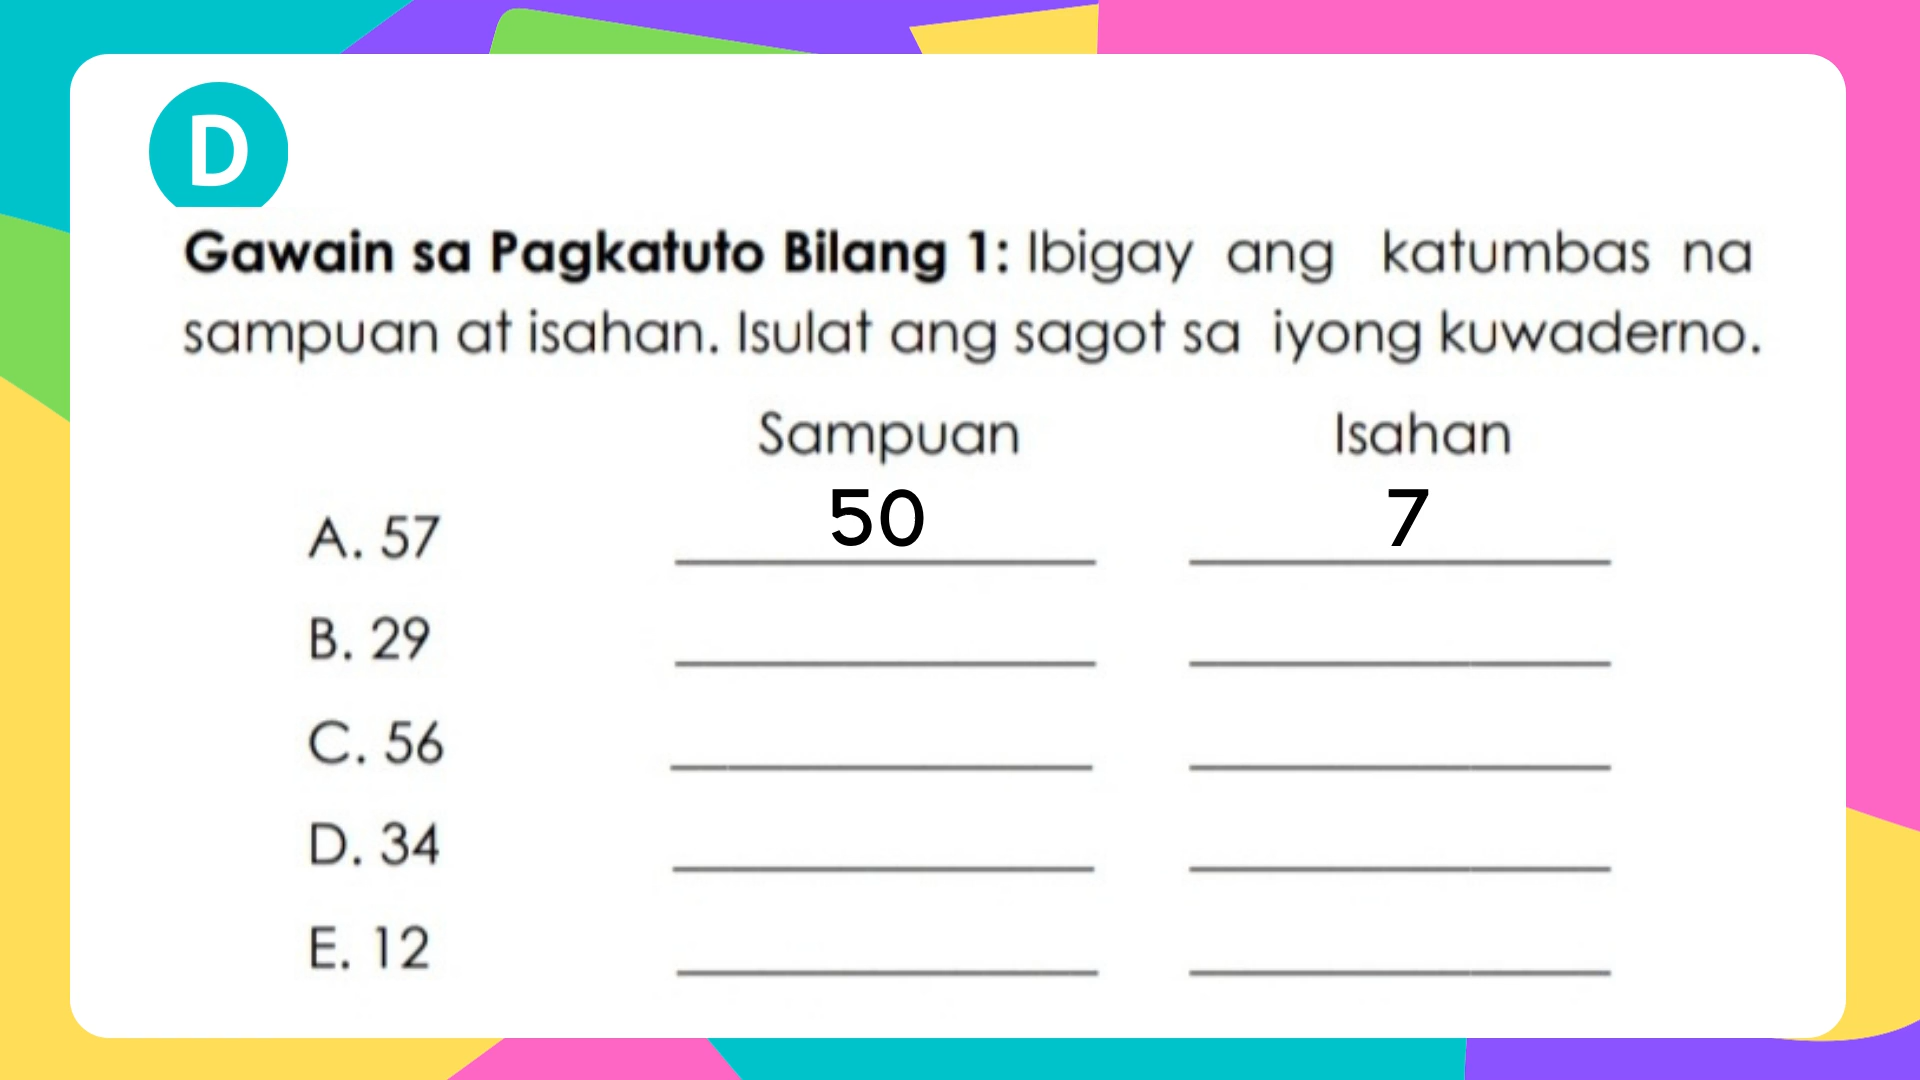 D
Gawain sa Pagkatuto Bilang 1: Ibigay ang katumbas na
sampuan at isahan. Isulat ang sagot sa iyong kuwaderno.
Sampuan Isahan
A. 57 50 7
B. 29
C. 56
D. 34
E. 12